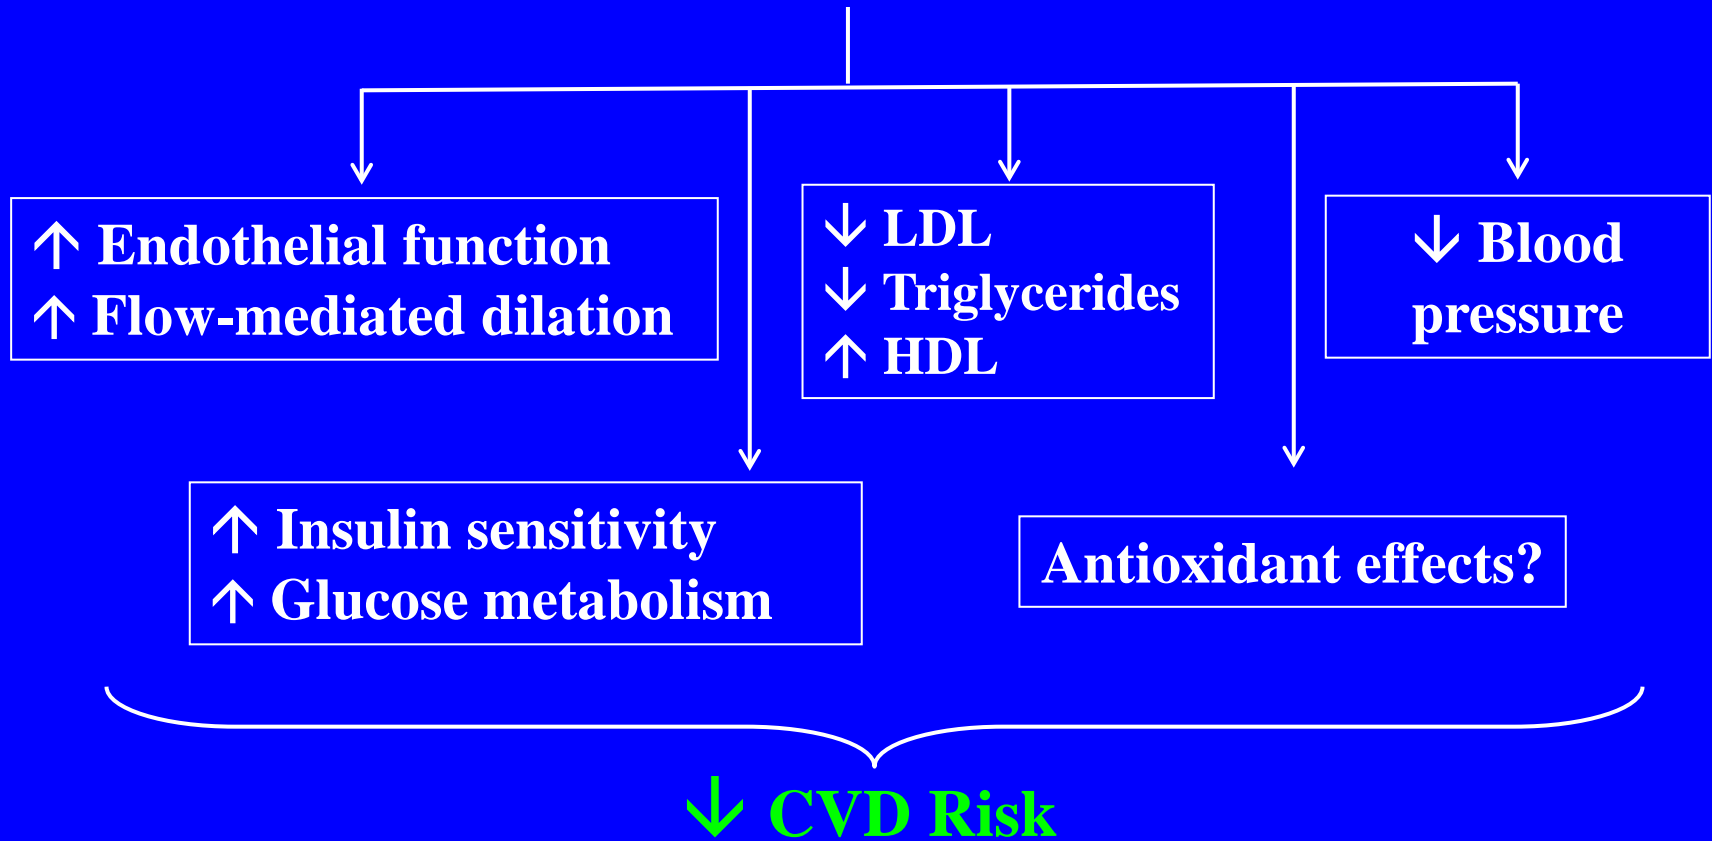 ↑ Endothelial function
↑ Flow-mediated dilation
↓ LDL
↓ Triglycerides
↑ HDL
↓ Blood
pressure
↑ Insulin sensitivity
↑ Glucose metabolism
Antioxidant effects?
↓ CVD Risk